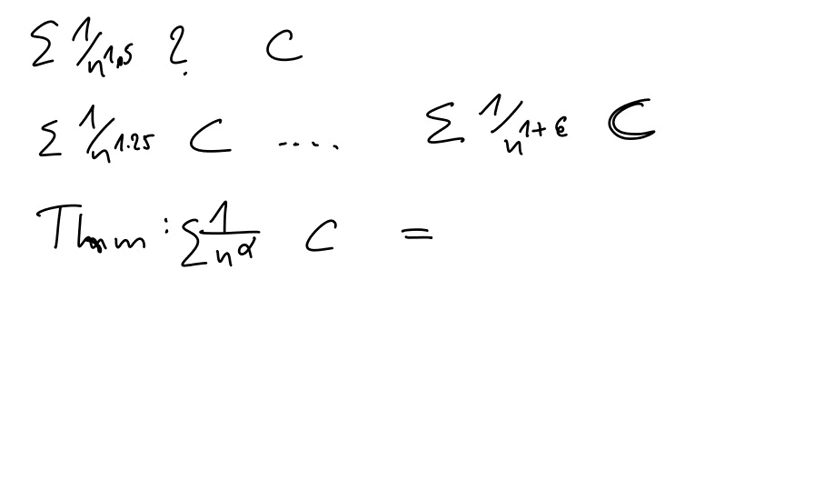 Σ 1/n^1.5 ? C
Σ 1/n^1.25 C .... Σ 1/n^1+ε C
Thm : Σ 1/n^α C =